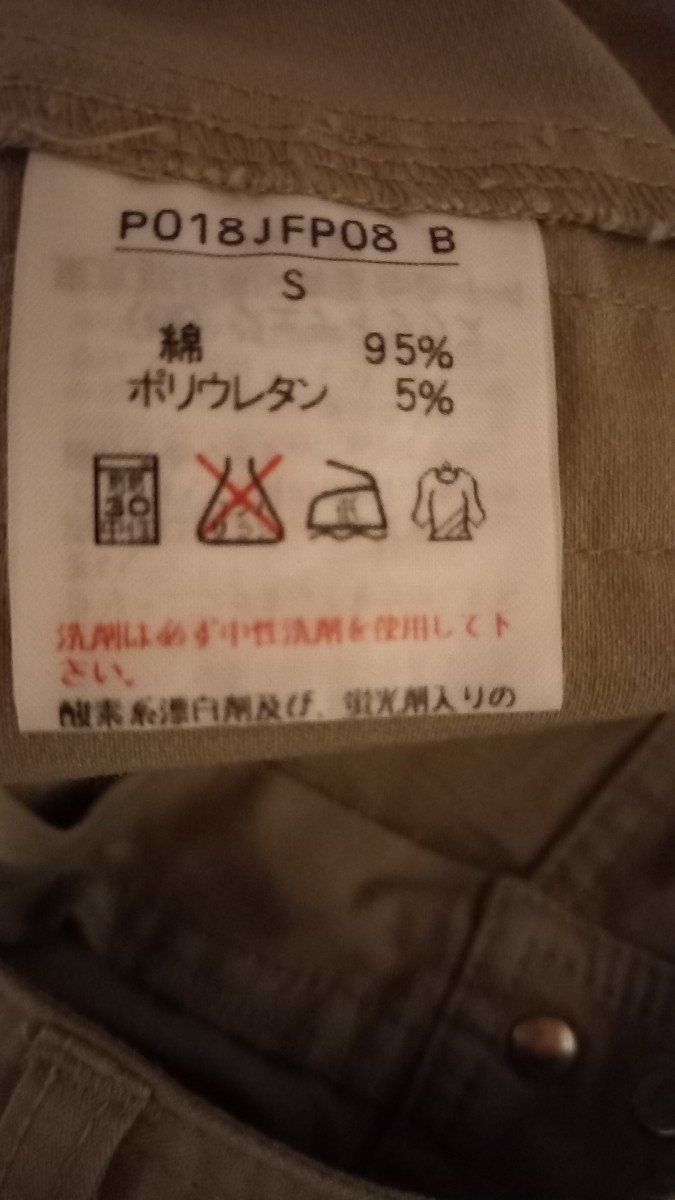 P018JFP08 B
S
綿 95%
ポリウレタン 5%
30
中性
洗剤は必ず中性洗剤を使用して下
さい。
酸素系漂白剤及び、蛍光剤入りの